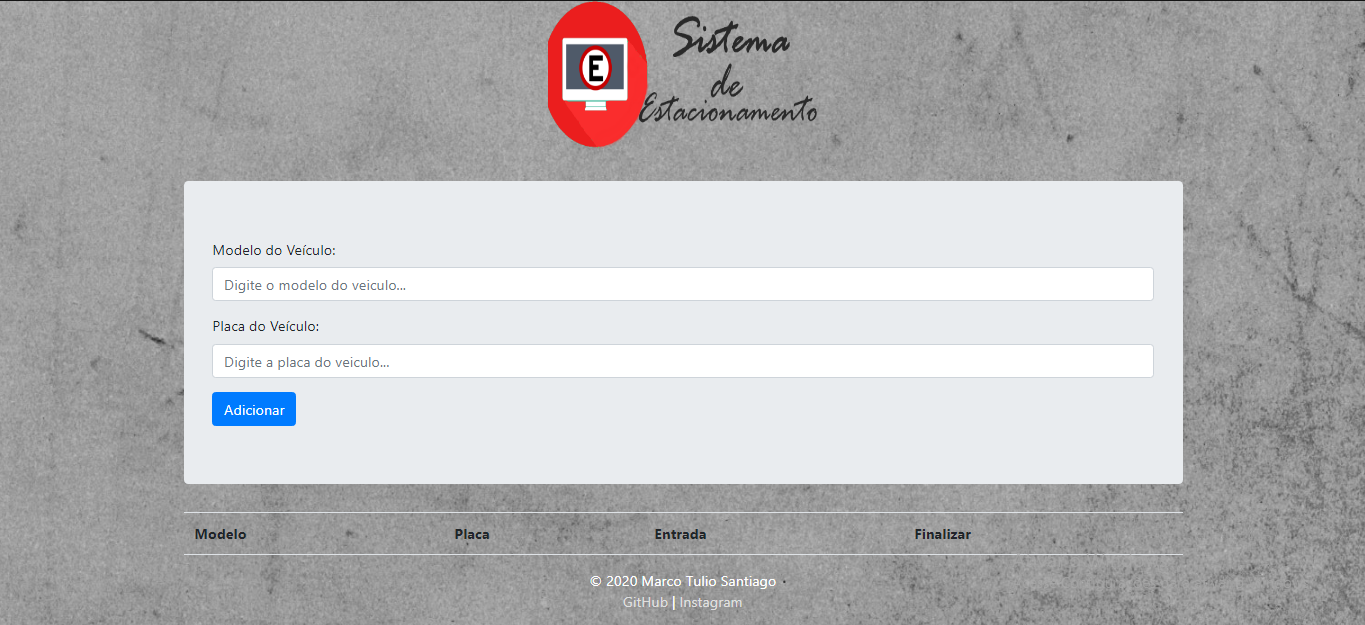 E
Sistema
de
Estacionamento
Modelo do Veículo:
Digite o modelo do veiculo...
Placa do Veículo:
Digite a placa do veiculo...
Adicionar
Modelo Placa Entrada Finalizar
© 2020 Marco Tulio Santiago ·
GitHub | Instagram